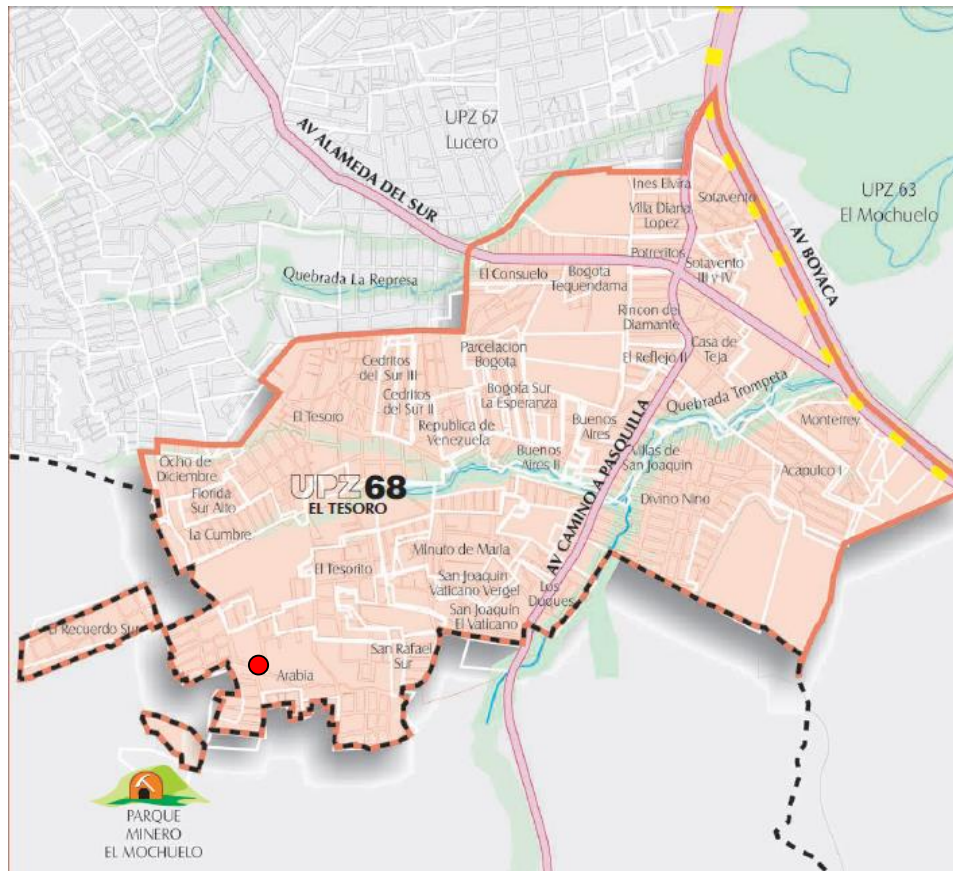 UPZ 67
Lucero
AV ALAMEDA DEL SUR
UPZ 63
El Mochuelo
AV BOYACA
Ines Elvira
Sotavento
Villa Diana
Lopez
Potreritos
Quebrada La Represa
El Consuelo
Bogota
Tequendama
Sotavento
III y IV
Rincon del
Diamante
Parcelacion
Bogota
El Reflejo II
Casa de
Teja
Cedritos
del Sur III
Cedritos
del Sur II
Bogota Sur
La Esperanza
Quebrada Trompeta
El Tesoro
Republica de
Venezuela
Buenos
Aires
Monterrey
Buenos
Aires II
Villas de
San Joaquin
Ocho de
Diciembre
Acapulco I
Florida
Sur Alto
UPZ 68
EL TESORO
Divino Nino
AV CAMINO A PASQUILLA
La Cumbre
Minuto de Maria
El Tesorito
San Joaquin
Vaticano Vergel
Los
Duques
San Joaquin
El Vaticano
El Recuerdo Sur
San Rafael
Sur
Arabia
PARQUE
MINERO
EL MOCHUELO